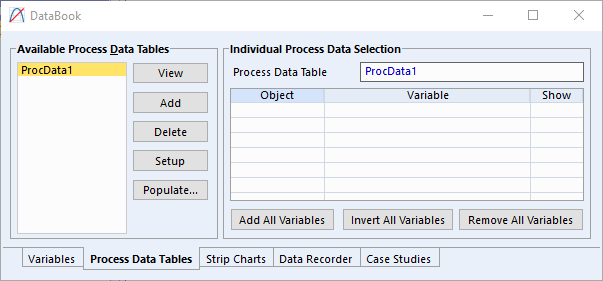 DataBook
Available Process Data Tables
ProcData1
View
Add
Delete
Setup
Populate...
Individual Process Data Selection
Process Data Table ProcData1
Object Variable Show
Add All Variables Invert All Variables Remove All Variables
Variables Process Data Tables Strip Charts Data Recorder Case Studies